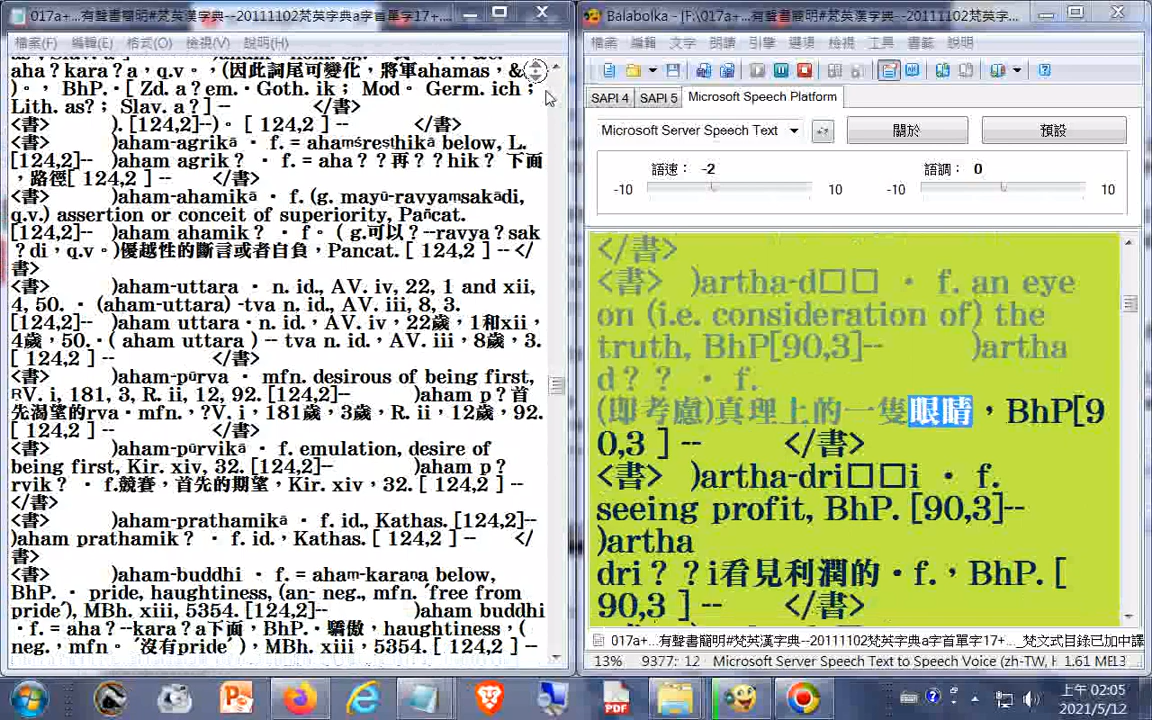 017a+...有聲書簡明#梵英漢字典--20111102梵英字典a字首單字17+...
檔案(F) 編輯(E) 格式(O) 檢視(V) 說明(H)
aha?kara?a，q.v.，(因此詞尾可變化，將軍ahamas，&
)。，BhP.・[ Zd. a?em.・Goth. ik； Mod。 Germ. ich；
Lith. as?； Slav. a?] -- </書>
<書> ). [124,2]--)。[ 124,2 ] -- </書>
<書> )aham-agrikā ・ f. = ahaṃśreṣṭhikā below, L.
[124,2]-- )aham agrik? ・ f. = aha??再??hik? 下面
，路徑[ 124,2 ] -- </書>
<書> )aham-ahamikā ・ f. (g. mayū-ravyaṃsakādi,
q.v.) assertion or conceit of superiority, Pañcat.
[124,2]-- )aham ahamik? ・ f。( g.可以?--ravya?sak
?di，q.v。)優越性的斷言或者自負，Pancat. [ 124,2 ] -- </
書>
<書> )aham-uttara ・ n. id., AV. iv, 22, 1 and xii,
4, 50. ・ (aham-uttara) -tva n. id., AV. iii, 8, 3.
[124,2]-- )aham uttara・n. id.，AV. iv，22歲，1和xii，
4歲，50.・( aham uttara ) -- tva n. id.，AV. iii，8歲，3.
[ 124,2 ] -- </書>
<書> )aham-pūrva ・ mfn. desirous of being first,
RV. i, 181, 3, R. ii, 12, 92. [124,2]-- )aham p?首
先渴望的rva・mfn.，?V. i，181歲，3歲，R. ii，12歲，92.
[ 124,2 ] -- </書>
<書> )aham-pūrvikā ・ f. emulation, desire of
being first, Kir. xiv, 32. [124,2]-- )aham p?
rvik? ・ f.競賽，首先的期望，Kir. xiv，32. [ 124,2 ] --
</書>
<書> )aham-prathamikā ・ f. id., Kathas. [124,2]--
)aham prathamik? ・ f. id.，Kathas. [ 124,2 ] -- </
書>
<書> )aham-buddhi ・ f. = ahaṃ-karaṇa below,
BhP. ・ pride, haughtiness, (an- neg., mfn. 'free from
pride'), MBh. xiii, 5354. [124,2]-- )aham buddhi
・f. = aha?--kara?a下面，BhP.・驕傲，haughtiness，(
neg.，mfn。 '沒有pride' )，MBh. xiii，5354. [ 124,2 ] --
Balabolka - [F:\017a+...有聲書簡明#梵英漢字典--20111102梵英字...
檔案 編輯 文字 朗讀 引擎 選項 檢視 工具 書籤 說明
SAPI 4 SAPI 5 Microsoft Speech Platform
Microsoft Server Speech Text 關於 預設
語速： -2 語調： 0
-10 10 -10 10
</書>
<書> )artha-d□□ ・ f. an eye
on (i.e. consideration of) the
truth, BhP[90,3]-- )artha
d？？ ・ f.
(即考慮)真理上的一隻眼睛，BhP[9
0,3 ] -- </書>
<書> )artha-dri□□i ・ f.
seeing profit, BhP. [90,3]--
)artha
dri？？i看見利潤的・f.，BhP. [
90,3 ] -- </書>
017a+...有聲書簡明#梵英漢字典--20111102梵英字典a字首單字17+..._梵文式目錄已加中譯
13% 9377: 12 Microsoft Server Speech Text to Speech Voice (zh-TW, H 1.61
上午 02:05
2021/5/12